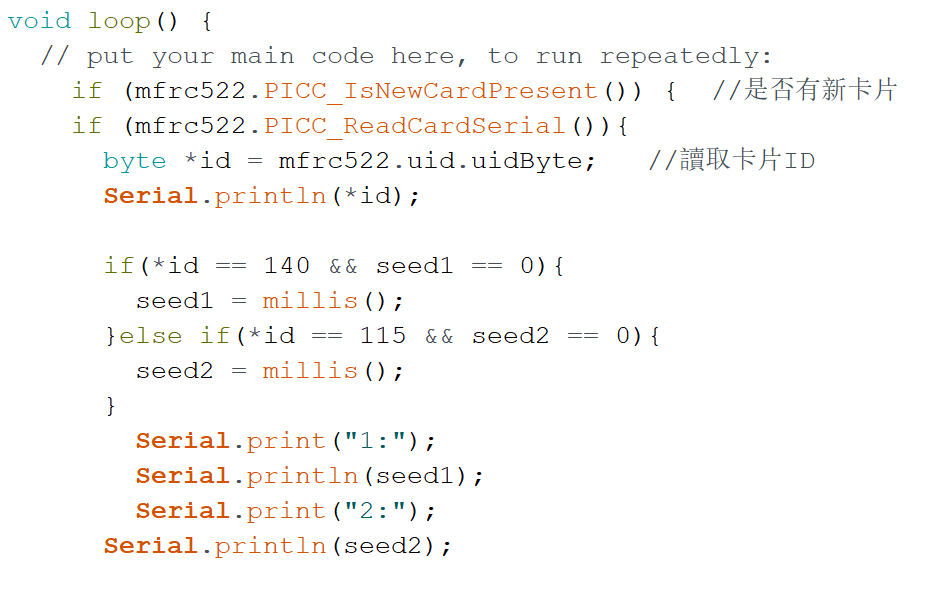 void loop() {
  // put your main code here, to run repeatedly:
    if (mfrc522.PICC_IsNewCardPresent()) {  //是否有新卡片
    if (mfrc522.PICC_ReadCardSerial()){
      byte *id = mfrc522.uid.uidByte;   //讀取卡片ID
      Serial.println(*id);

      if(*id == 140 && seed1 == 0){
        seed1 = millis();
      }else if(*id == 115 && seed2 == 0){
        seed2 = millis();
      }
        Serial.print("1:");
        Serial.println(seed1);
        Serial.print("2:");
      Serial.println(seed2);